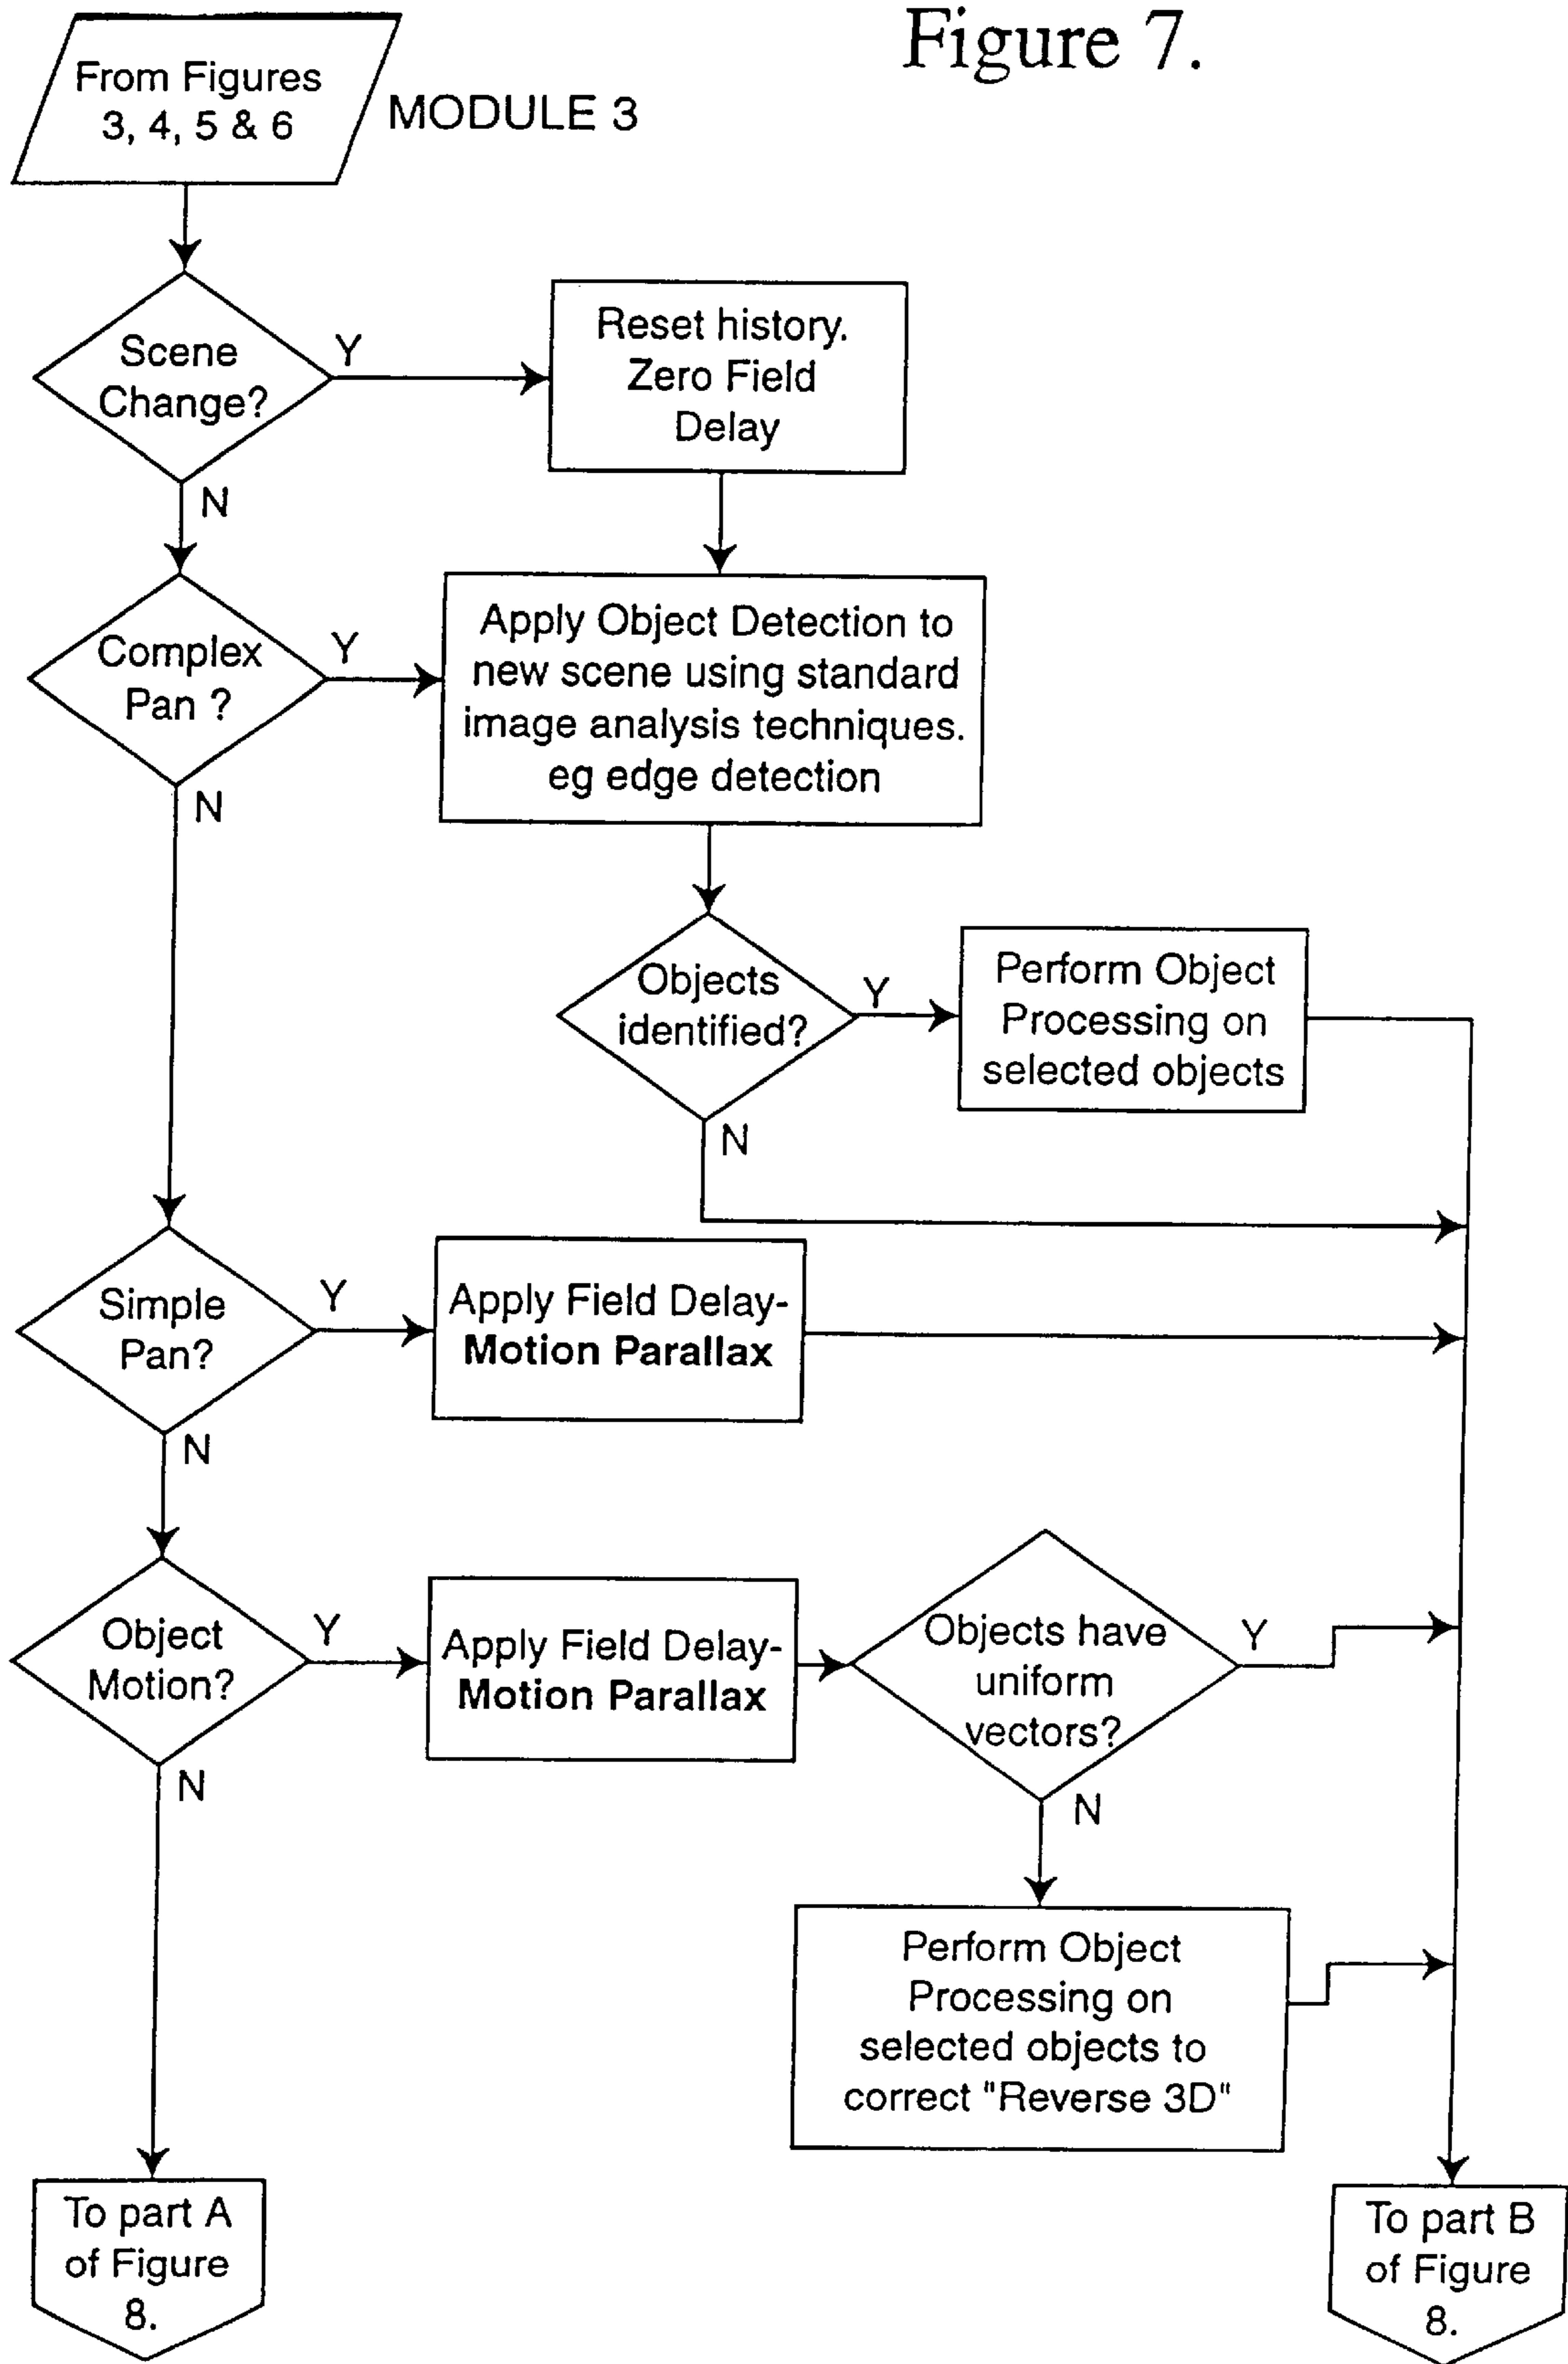 Figure 7.
From Figures
3, 4, 5 & 6
MODULE 3
Scene
Change?
Y
N
Reset history.
Zero Field
Delay
Complex
Pan ?
Y
N
Apply Object Detection to
new scene using standard
image analysis techniques.
eg edge detection
Objects
identified?
Y
N
Perform Object
Processing on
selected objects
Simple
Pan?
Y
N
Apply Field Delay-
Motion Parallax
Object
Motion?
Y
N
Apply Field Delay-
Motion Parallax
Objects have
uniform
vectors?
Y
N
Perform Object
Processing on
selected objects to
correct "Reverse 3D"
To part A
of Figure
8.
To part B
of Figure
8.